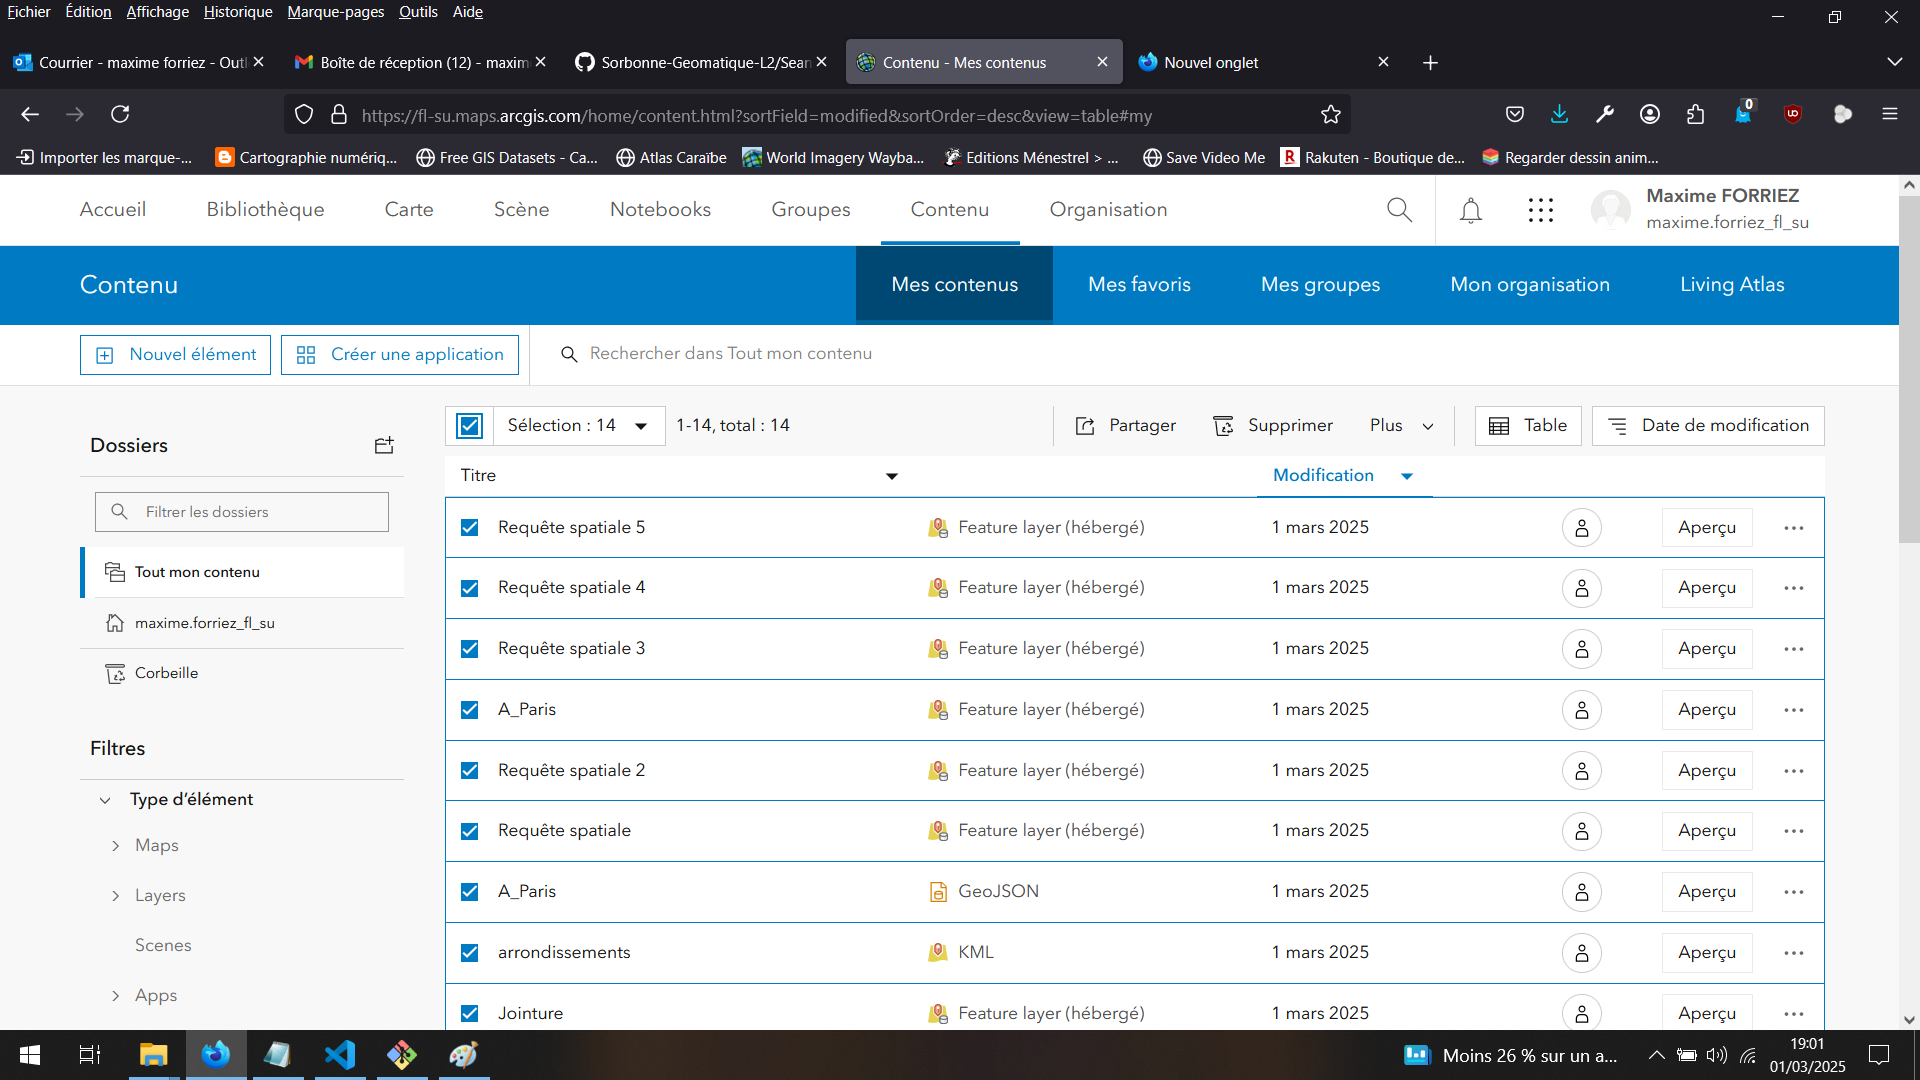 Fichier Édition Affichage Historique Marque-pages Outils Aide
Courrier - maxime forriez - Out Boîte de réception (12) - maxim Sorbonne-Geomatique-L2/Sean Contenu - Mes contenus Nouvel onglet
https://fl-su.maps.arcgis.com/home/content.html?sortField=modified&sortOrder=desc&view=table#my 0
Importer les marque-... Cartographie numériq... Free GIS Datasets - Ca... Atlas Caraïbe World Imagery Wayba... Editions Ménestrel > ... Save Video Me Rakuten - Boutique de... Regarder dessin anim...
Accueil Bibliothèque Carte Scène Notebooks Groupes Contenu Organisation
Maxime FORRIEZ
maxime.forriez_fl_su
Contenu Mes contenus Mes favoris Mes groupes Mon organisation Living Atlas
Nouvel élément Créer une application Rechercher dans Tout mon contenu
Dossiers
Filtrer les dossiers
Tout mon contenu
maxime.forriez_fl_su
Corbeille
Filtres
Type d’élément
Maps
Layers
Scenes
Apps
Sélection : 14 1-14, total : 14 Partager Supprimer Plus Table Date de modification
Titre Modification
Requête spatiale 5 Feature layer (hébergé) 1 mars 2025 Aperçu
Requête spatiale 4 Feature layer (hébergé) 1 mars 2025 Aperçu
Requête spatiale 3 Feature layer (hébergé) 1 mars 2025 Aperçu
A_Paris Feature layer (hébergé) 1 mars 2025 Aperçu
Requête spatiale 2 Feature layer (hébergé) 1 mars 2025 Aperçu
Requête spatiale Feature layer (hébergé) 1 mars 2025 Aperçu
A_Paris GeoJSON 1 mars 2025 Aperçu
arrondissements KML 1 mars 2025 Aperçu
Jointure Feature layer (hébergé) 1 mars 2025 Aperçu
Moins 26 % sur un a...
19:01
01/03/2025